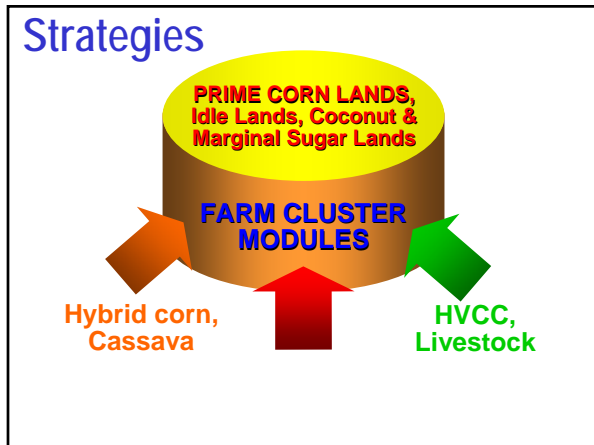 Strategies
PRIME CORN LANDS,
Idle Lands, Coconut &
Marginal Sugar Lands
FARM CLUSTER
MODULES
Hybrid corn,
Cassava
HVCC,
Livestock